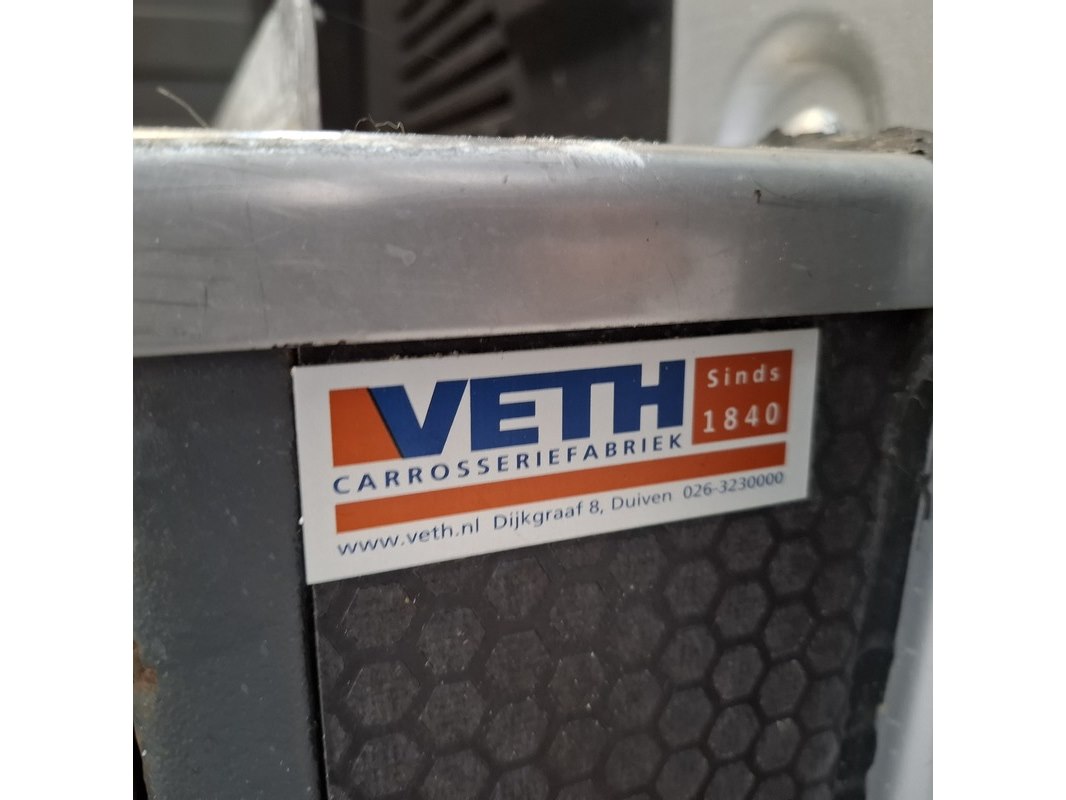 VETH
CARROSSERIEFABRIEK
Sinds
1840
www.veth.nl Dijkgraaf 8, Duiven 026-3230000